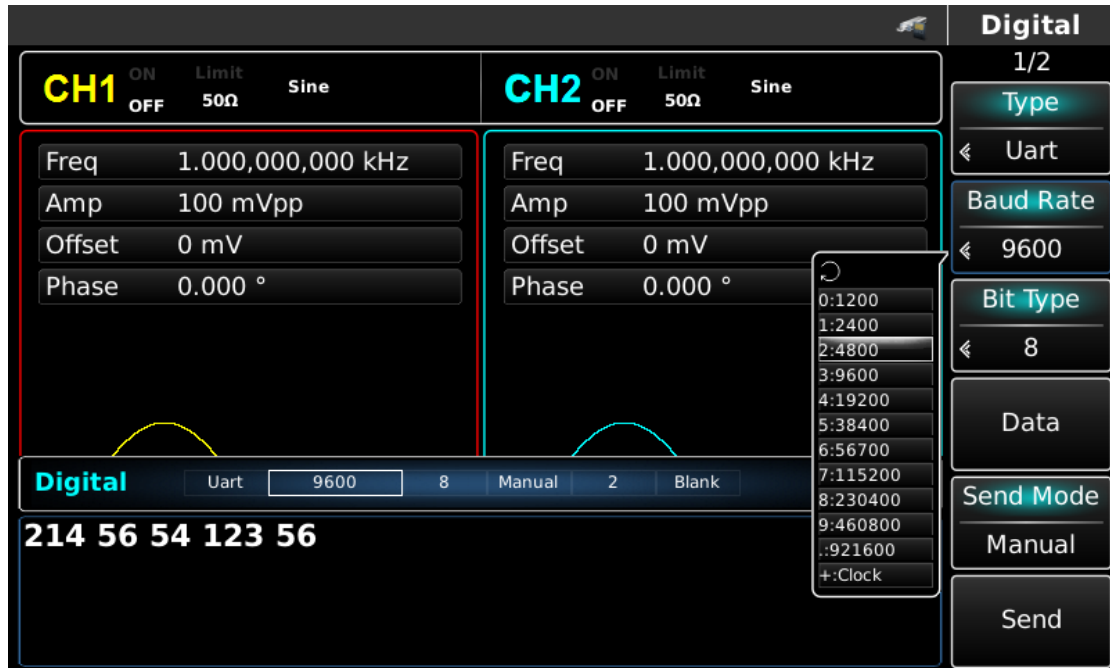 Digital
1/2
CH1 ON OFF Limit 50Ω Sine
CH2 ON OFF Limit 50Ω Sine
Freq 1.000,000,000 kHz
Amp 100 mVpp
Offset 0 mV
Phase 0.000 °
Freq 1.000,000,000 kHz
Amp 100 mVpp
Offset 0 mV
Phase 0.000 °
0:1200
1:2400
2:4800
3:9600
4:19200
5:38400
6:56700
7:115200
8:230400
9:460800
.:921600
+:Clock
Type
Uart
Baud Rate
9600
Bit Type
8
Data
Send Mode
Manual
Send
Digital Uart 9600 8 Manual 2 Blank
214 56 54 123 56